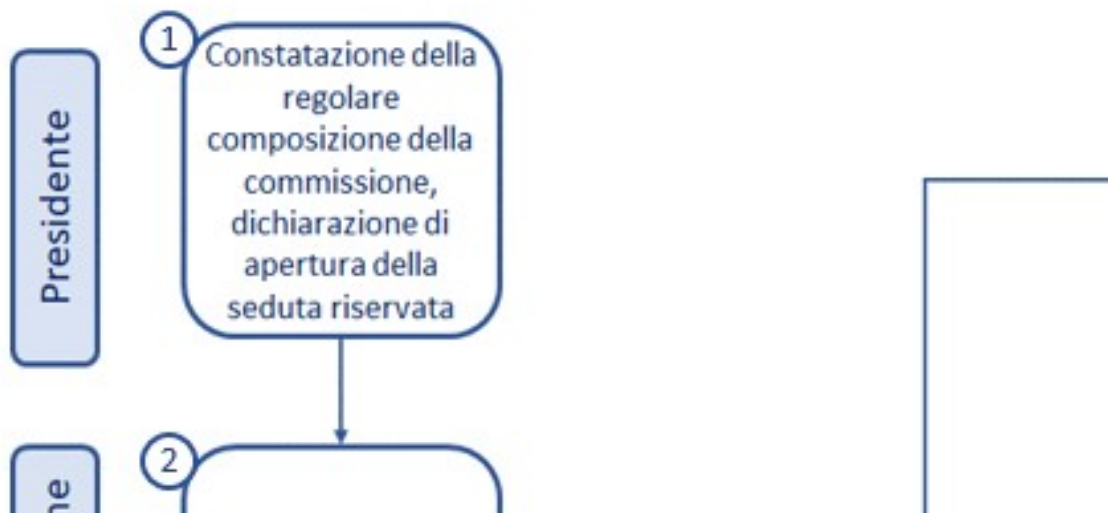 1
Constatazione della
regolare
composizione della
commissione,
dichiarazione di
apertura della
seduta riservata
Presidente
2